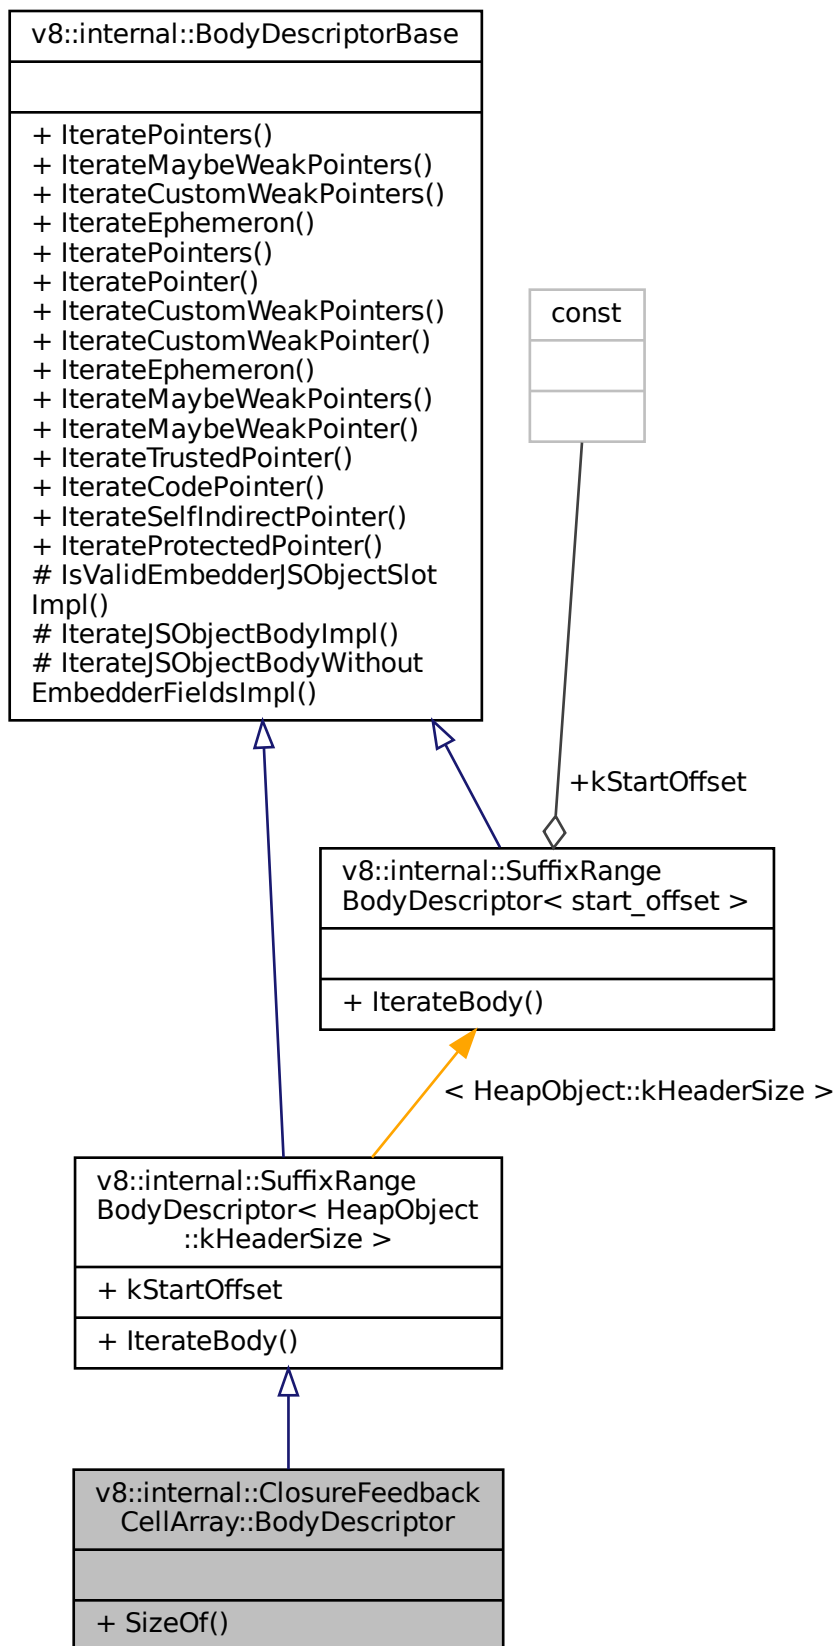 v8::internal::BodyDescriptorBase
+ IteratePointers()
+ IterateMaybeWeakPointers()
+ IterateCustomWeakPointers()
+ IterateEphemeron()
+ IteratePointers()
+ IteratePointer()
+ IterateCustomWeakPointers()
+ IterateCustomWeakPointer()
+ IterateEphemeron()
+ IterateMaybeWeakPointers()
+ IterateMaybeWeakPointer()
+ IterateTrustedPointer()
+ IterateCodePointer()
+ IterateSelfIndirectPointer()
+ IterateProtectedPointer()
# IsValidEmbedderJSObjectSlot
Impl()
# IterateJSObjectBodyImpl()
# IterateJSObjectBodyWithout
EmbedderFieldsImpl()
const
+kStartOffset
v8::internal::SuffixRange
BodyDescriptor< start_offset >
+ IterateBody()
< HeapObject::kHeaderSize >
v8::internal::SuffixRange
BodyDescriptor< HeapObject
::kHeaderSize >
+ kStartOffset
+ IterateBody()
v8::internal::ClosureFeedback
CellArray::BodyDescriptor
+ SizeOf()